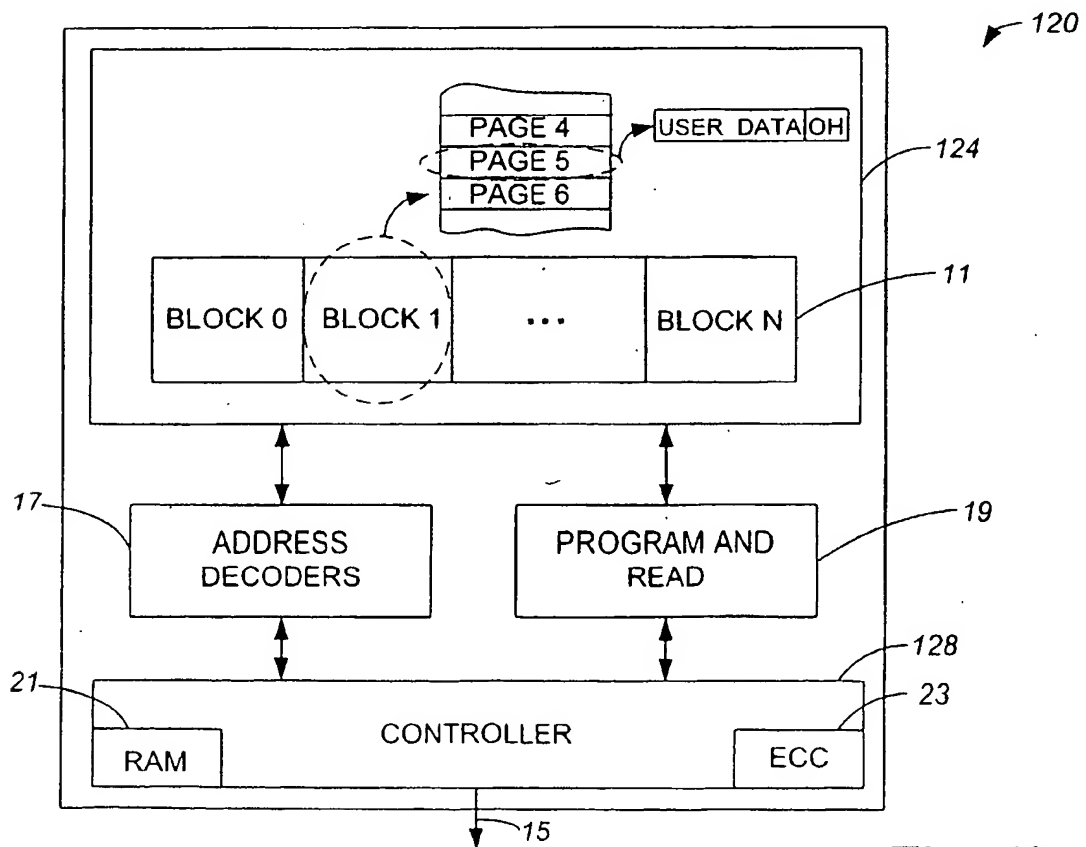 120
PAGE 4
USER DATA OH
PAGE 5
124
PAGE 6
11
BLOCK 0
BLOCK 1
...
BLOCK N
17
19
ADDRESS
DECODERS
PROGRAM AND
READ
128
21
23
CONTROLLER
RAM
ECC
15